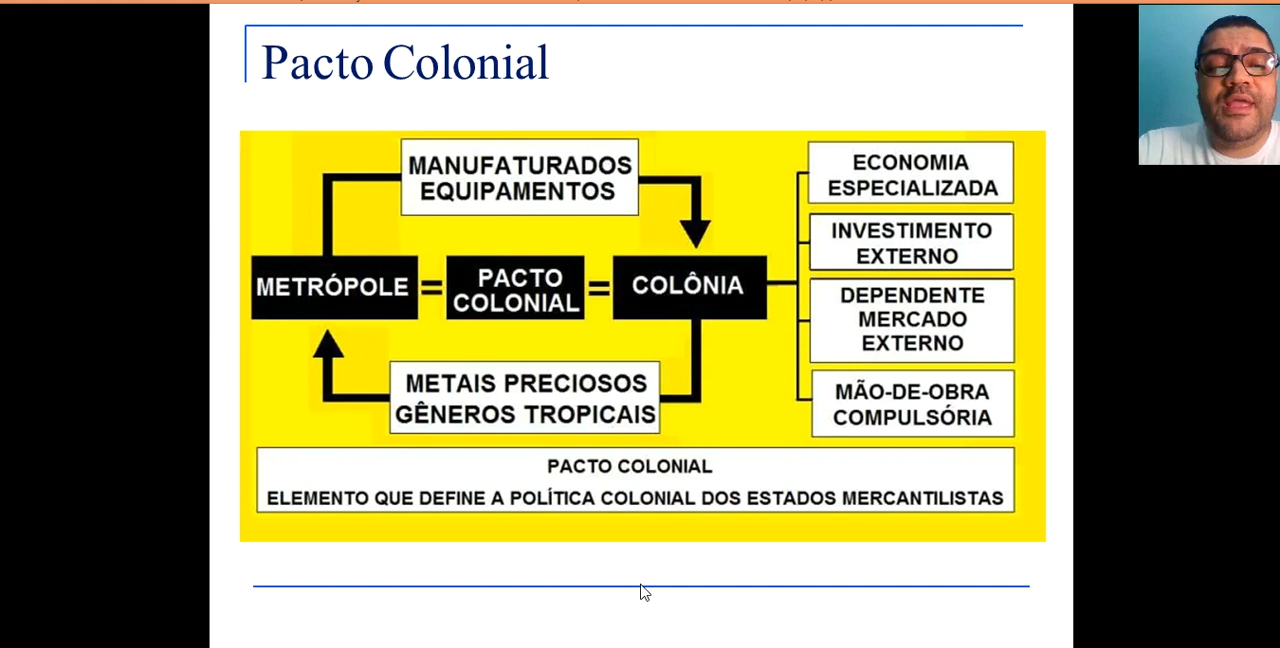 Pacto Colonial
MANUFATURADOS
EQUIPAMENTOS
METRÓPOLE = PACTO COLONIAL = COLÔNIA
METAIS PRECIOSOS
GÊNEROS TROPICAIS
ECONOMIA
ESPECIALIZADA
INVESTIMENTO
EXTERNO
DEPENDENTE
MERCADO
EXTERNO
MÃO-DE-OBRA
COMPULSÓRIA
PACTO COLONIAL
ELEMENTO QUE DEFINE A POLÍTICA COLONIAL DOS ESTADOS MERCANTILISTAS